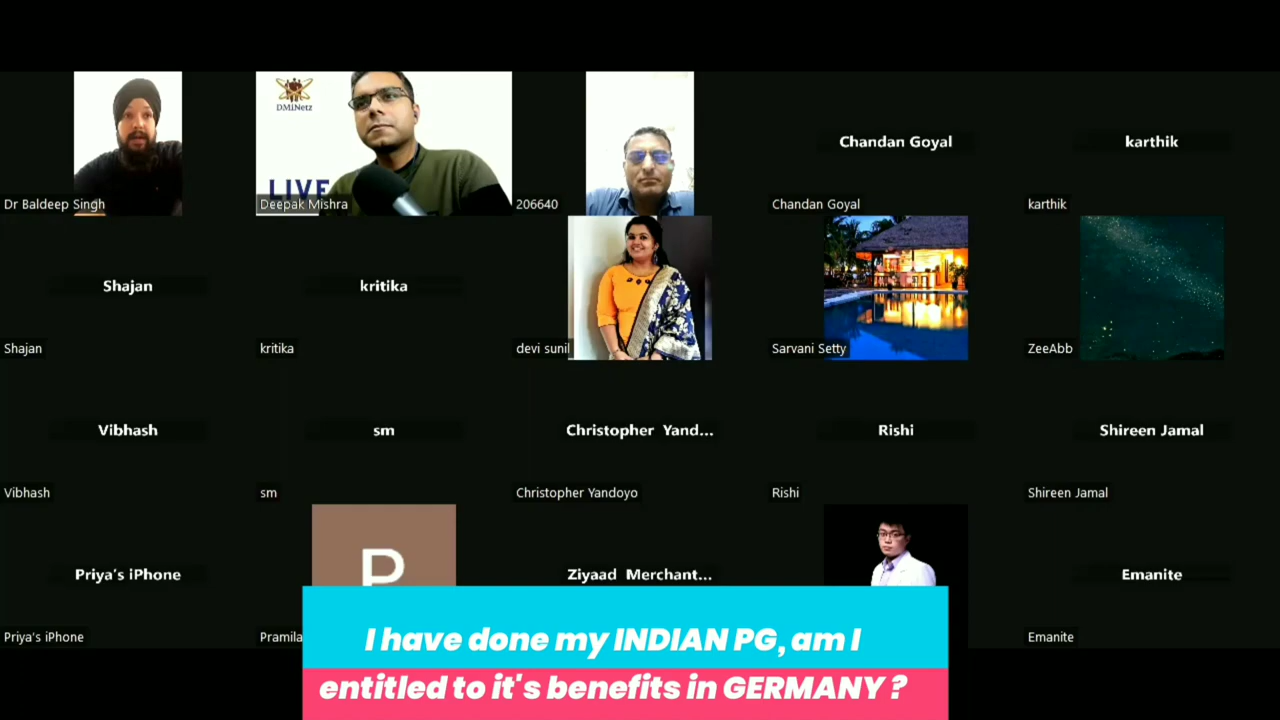 DMiNetz
LIVE
Dr Baldeep Singh
Deepak Mishra
206640
Chandan Goyal
Chandan Goyal
karthik
karthik
Shajan
Shajan
kritika
kritika
devi sunil
Sarvani Setty
ZeeAbb
Vibhash
Vibhash
sm
sm
Christopher Yand...
Christopher Yandoyo
Rishi
Rishi
Shireen Jamal
Shireen Jamal
Priya's iPhone
Priya's iPhone
P
Pramila
Ziyaad Merchant...
Emanite
Emanite
I have done my INDIAN PG, am I
entitled to it's benefits in GERMANY ?